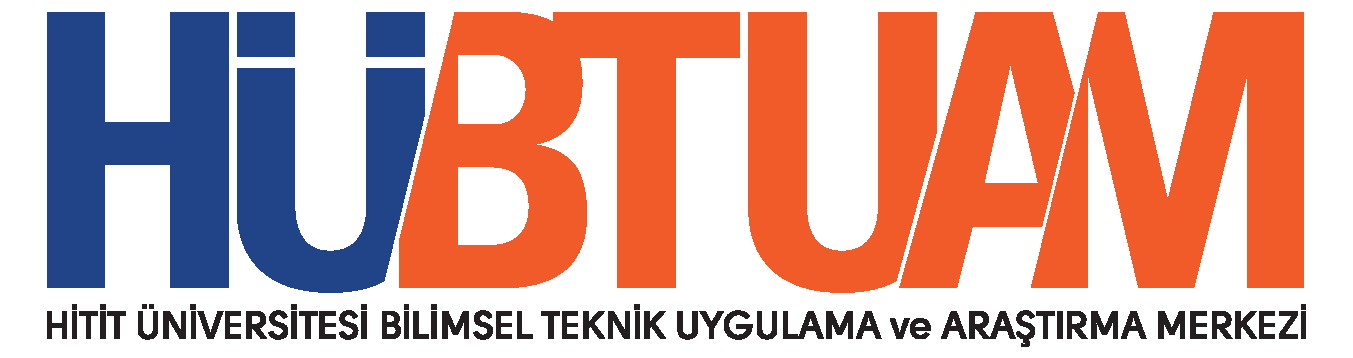 HÜBTUAM
HİTİT ÜNİVERSİTESİ BİLİMSEL TEKNİK UYGULAMA ve ARAŞTIRMA MERKEZİ